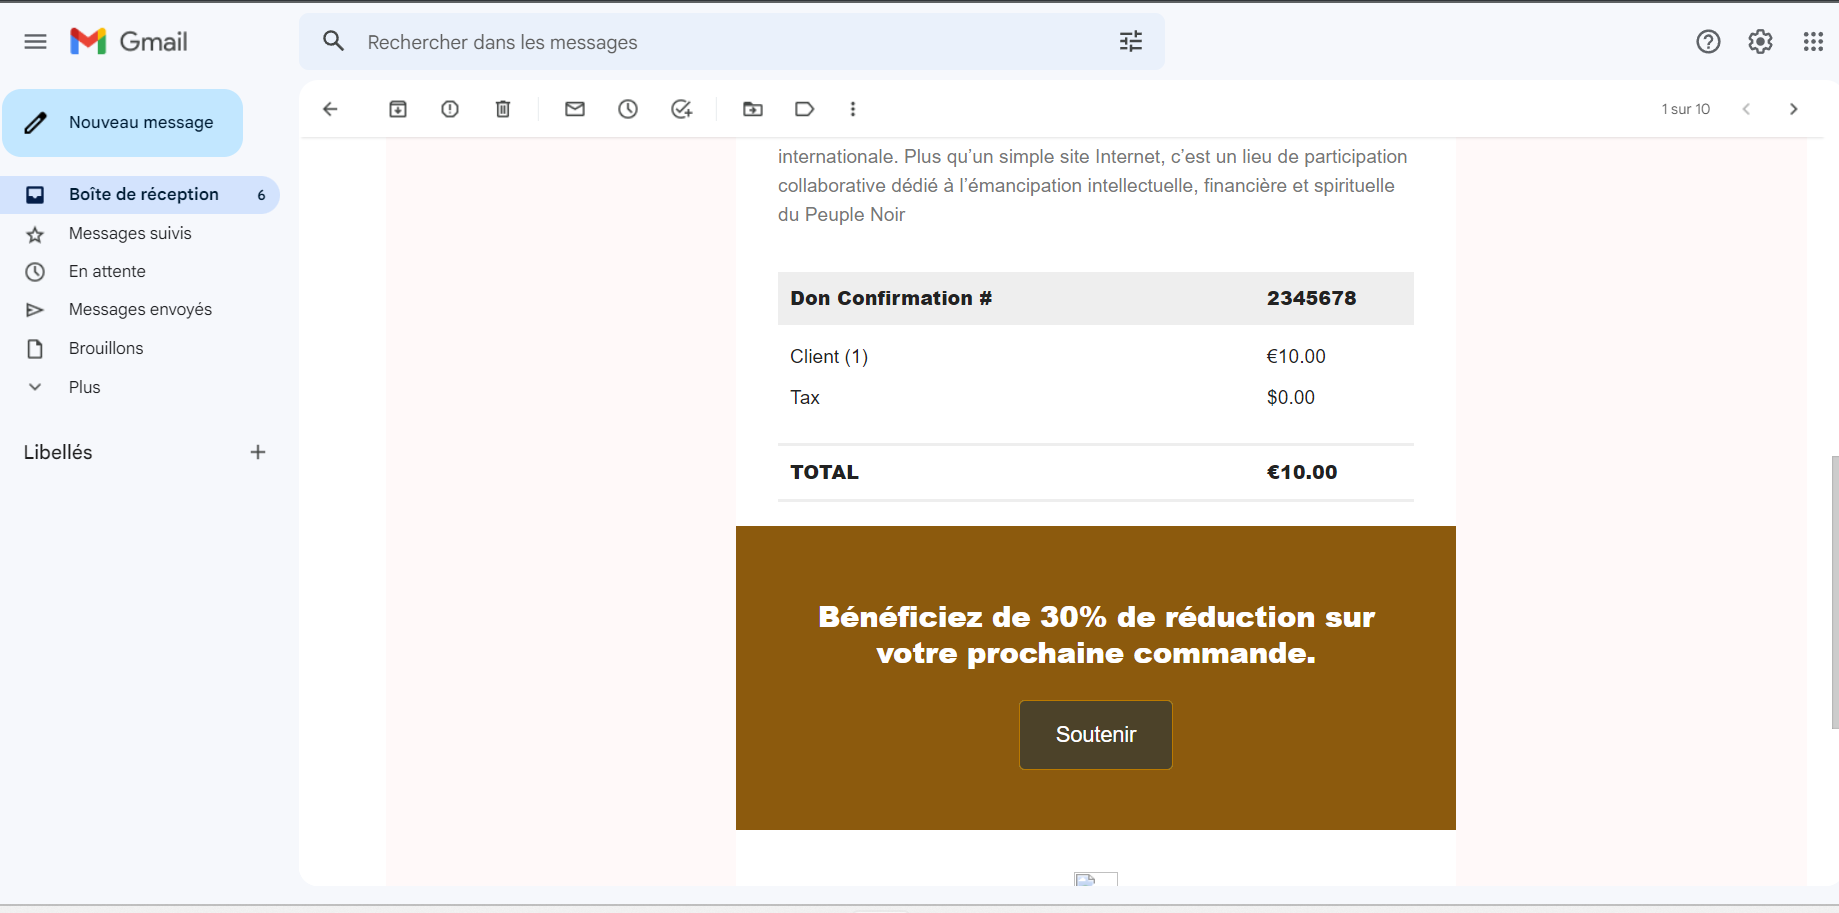 Gmail
Rechercher dans les messages
Nouveau message
1 sur 10
Boîte de réception 6
Messages suivis
En attente
Messages envoyés
Brouillons
Plus
Libellés
internationale. Plus qu’un simple site Internet, c’est un lieu de participation
collaborative dédié à l’émancipation intellectuelle, financière et spirituelle
du Peuple Noir
Don Confirmation # 2345678
Client (1) €10.00
Tax $0.00
TOTAL €10.00
Bénéficiez de 30% de réduction sur
votre prochaine commande.
Soutenir